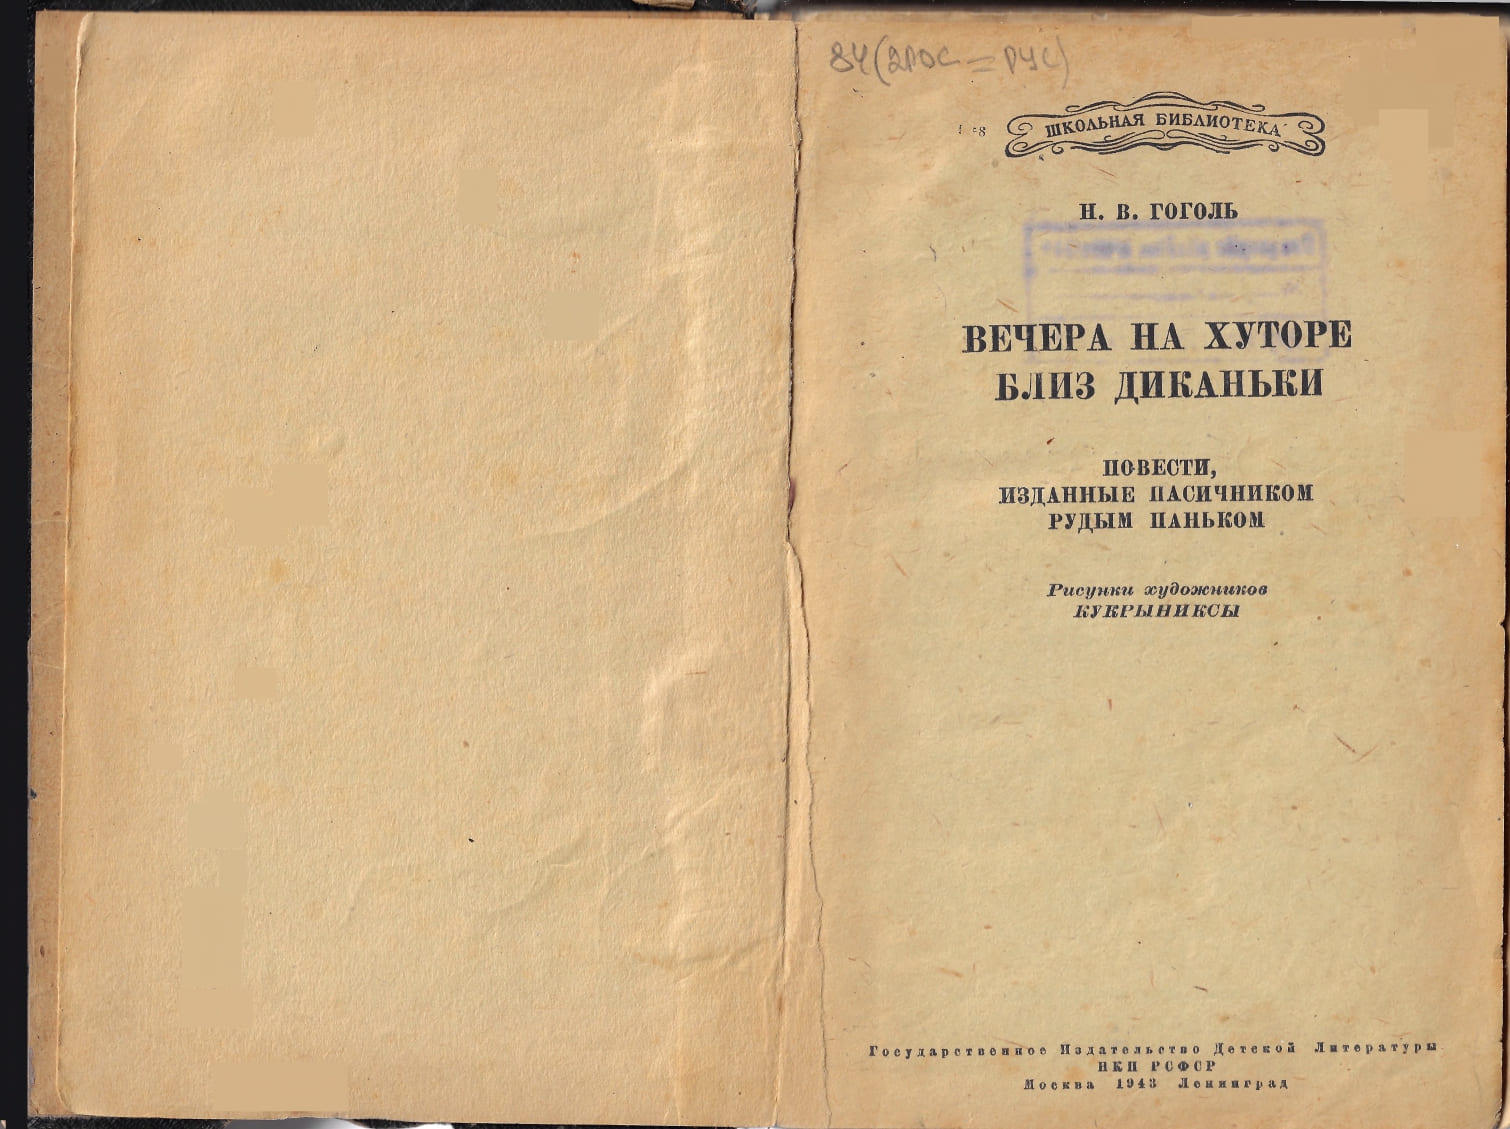 84(2РОС=РУС)
ШКОЛЬНАЯ БИБЛИОТЕКА
Н. В. ГОГОЛЬ
ВЕЧЕРА НА ХУТОРЕ
БЛИЗ ДИКАНЬКИ
ПОВЕСТИ,
ИЗДАННЫЕ ПАСИЧНИКОМ
РУДЫМ ПАНЬКОМ
Рисунки художников
КУКРЫНИКСЫ
Государственное Издательство Детской Литературы
НКП РСФСР
Москва 1943 Ленинград